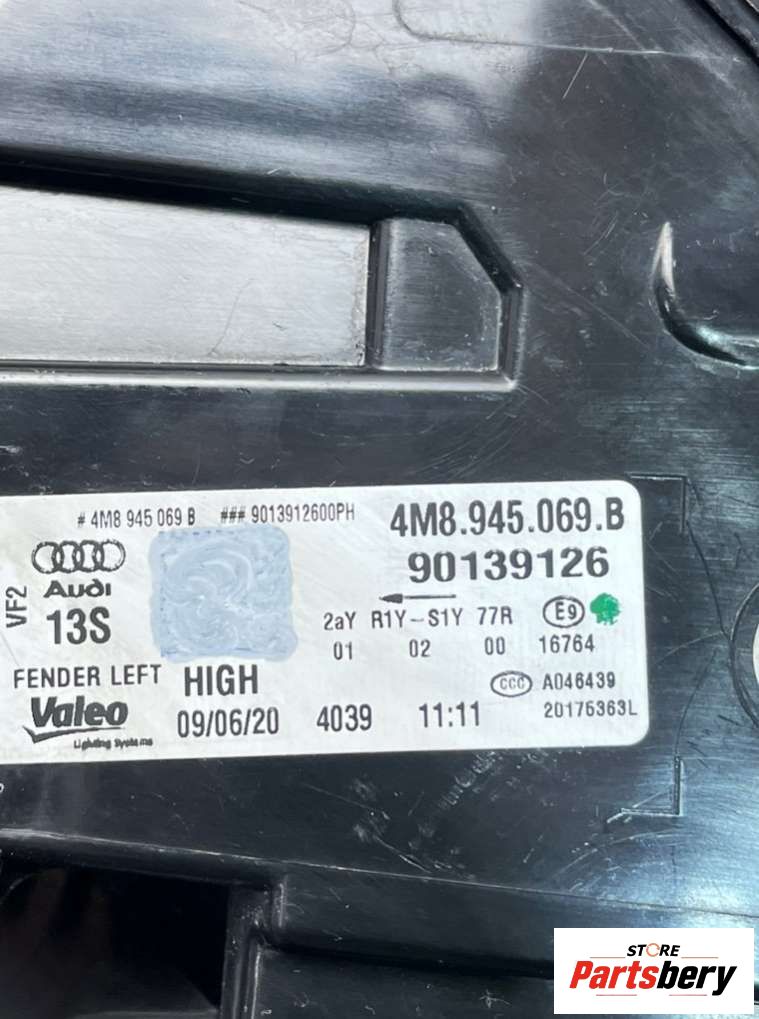 # 4M8 945 069 B ### 9013912600PH 4M8.945.069.B
90139126
Audi
VF2
13S
2aY R1Y-S1Y 77R E9
01 02 00 16764
FENDER LEFT HIGH
CCC A046439
Valeo
Lighting Systems
09/06/20 4039 11:11 20175363L
STORE
Partsbery